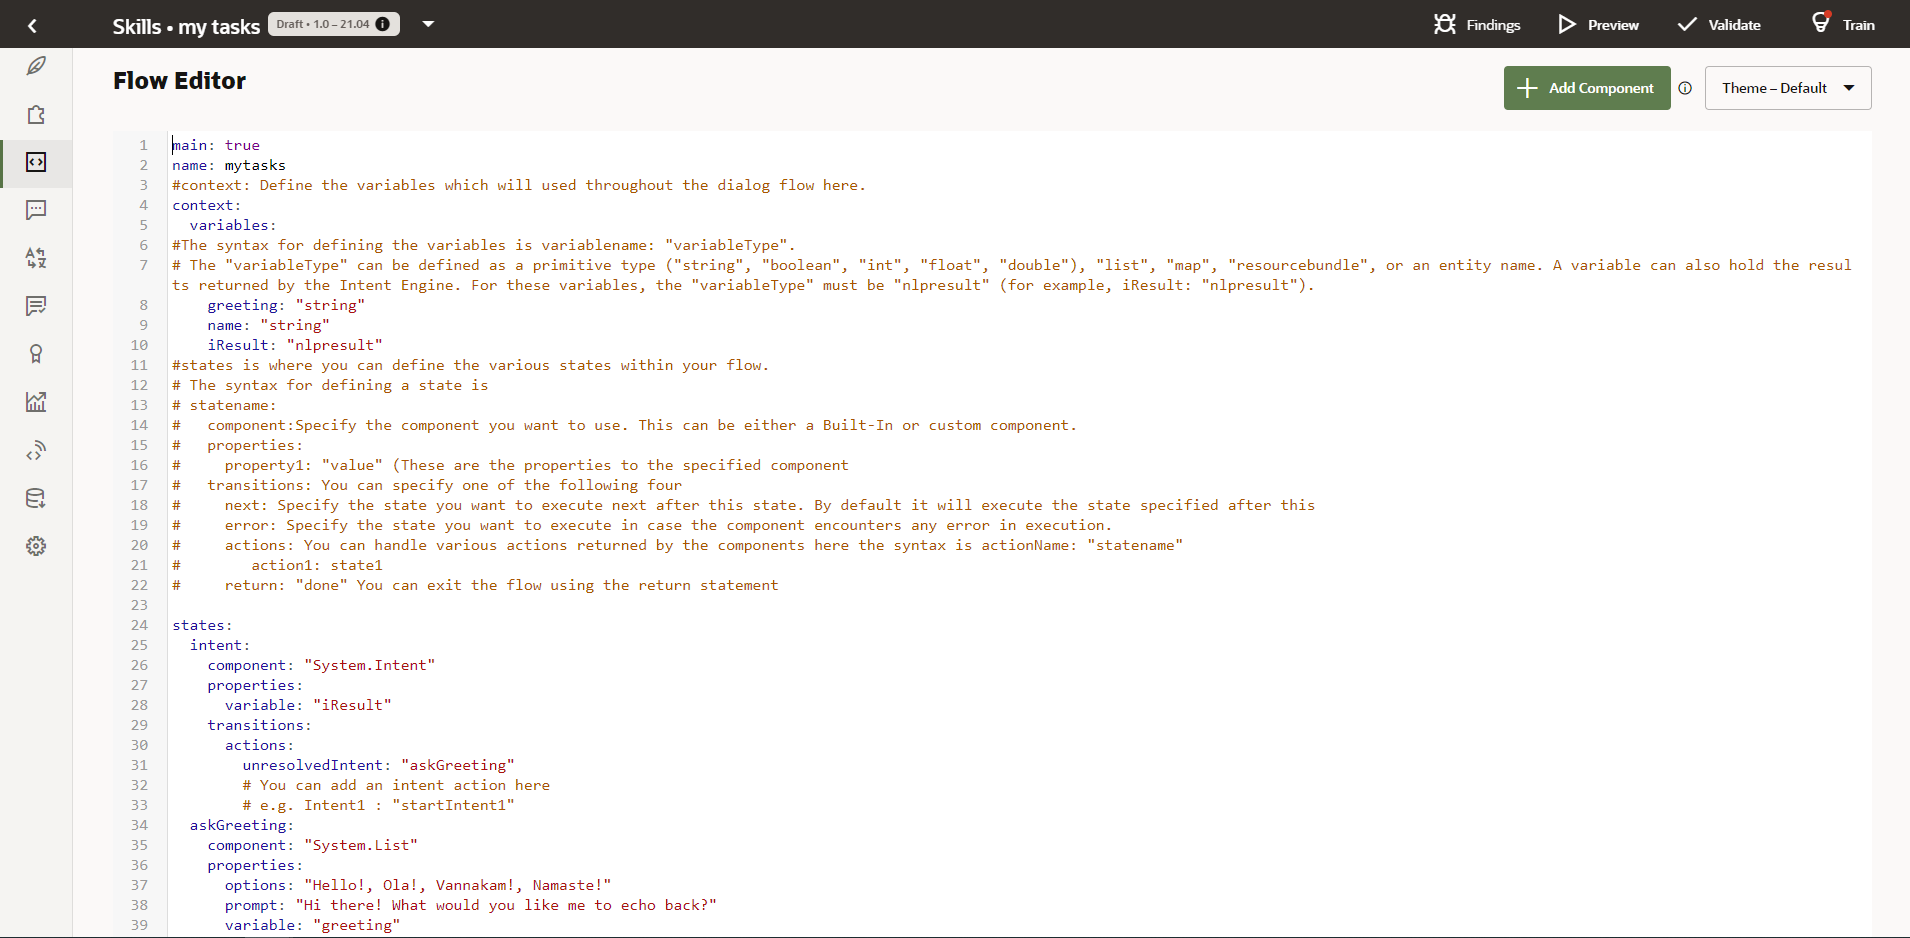 Skills • my tasks Draft • 1.0 – 21.04 Findings Preview Validate Train
Flow Editor
Add Component Theme – Default
1 main: true
2 name: mytasks
3 #context: Define the variables which will used throughout the dialog flow here.
4 context:
5 variables:
6 #The syntax for defining the variables is variablename: "variableType".
7 # The "variableType" can be defined as a primitive type ("string", "boolean", "int", "float", "double"), "list", "map", "resourcebundle", or an entity name. A variable can also hold the resul
ts returned by the Intent Engine. For these variables, the "variableType" must be "nlpresult" (for example, iResult: "nlpresult").
8 greeting: "string"
9 name: "string"
10 iResult: "nlpresult"
11 #states is where you can define the various states within your flow.
12 # The syntax for defining a state is
13 # statename:
14 # component:Specify the component you want to use. This can be either a Built-In or custom component.
15 # properties:
16 # property1: "value" (These are the properties to the specified component
17 # transitions: You can specify one of the following four
18 # next: Specify the state you want to execute next after this state. By default it will execute the state specified after this
19 # error: Specify the state you want to execute in case the component encounters any error in execution.
20 # actions: You can handle various actions returned by the components here the syntax is actionName: "statename"
21 # action1: state1
22 # return: "done" You can exit the flow using the return statement
23
24 states:
25 intent:
26 component: "System.Intent"
27 properties:
28 variable: "iResult"
29 transitions:
30 actions:
31 unresolvedIntent: "askGreeting"
32 # You can add an intent action here
33 # e.g. Intent1 : "startIntent1"
34 askGreeting:
35 component: "System.List"
36 properties:
37 options: "Hello!, Ola!, Vannakam!, Namaste!"
38 prompt: "Hi there! What would you like me to echo back?"
39 variable: "greeting"